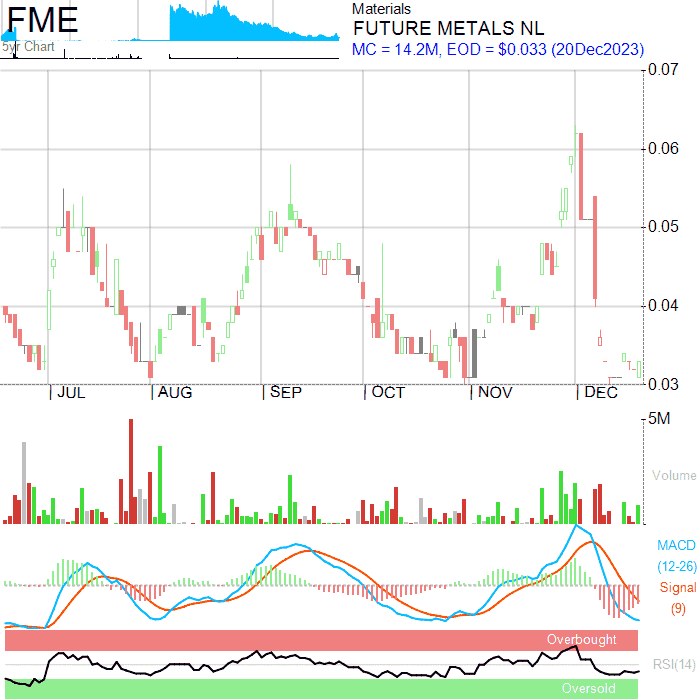 FME
5yr Chart
Materials
FUTURE METALS NL
MC = 14.2M, EOD = $0.033 (20Dec2023)
0.07
0.06
0.05
0.04
0.03
JUL
AUG
SEP
OCT
NOV
DEC
5M
Volume
MACD
(12-26)
Signal
(9)
Overbought
RSI(14)
Oversold